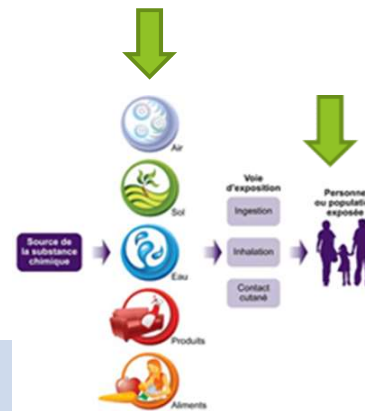 Air
Sol
Source de
la substance
chimique
Eau
Produits
Aliments
Voie
d'exposition
Ingestion
Inhalation
Contact
cutané
Personne
ou population
exposée